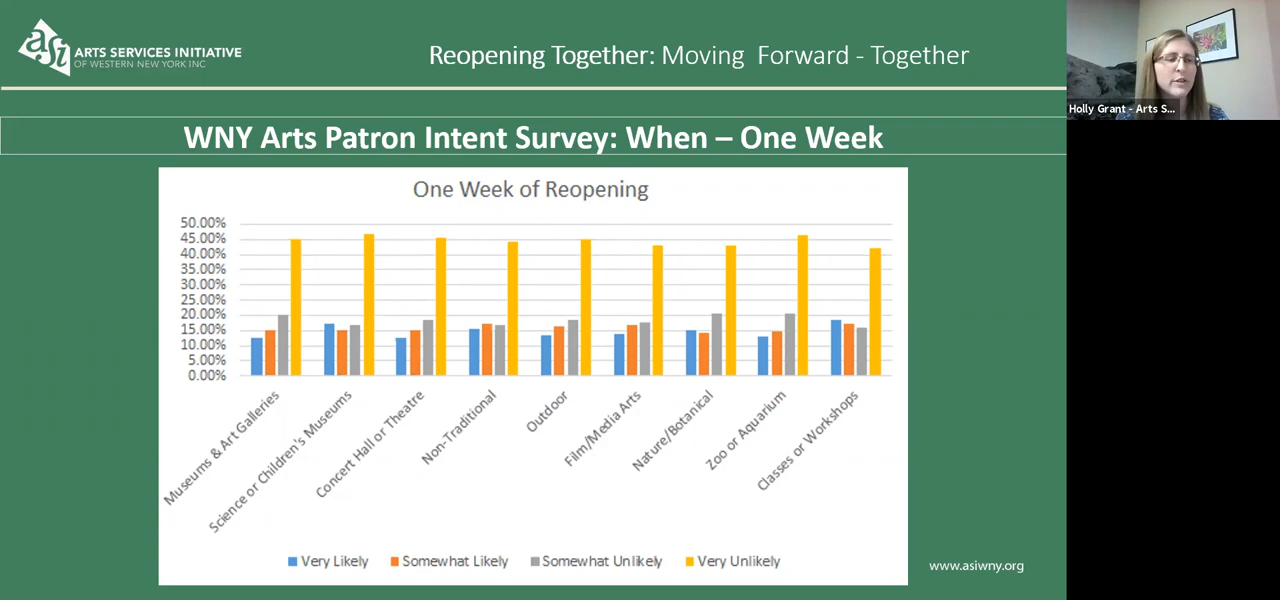 asi
ARTS SERVICES INITIATIVE
OF WESTERN NEW YORK INC
Reopening Together: Moving Forward - Together
Holly Grant - Arts S...
WNY Arts Patron Intent Survey: When – One Week
One Week of Reopening
50.00%
45.00%
40.00%
35.00%
30.00%
25.00%
20.00%
15.00%
10.00%
5.00%
0.00%
Museums & Art Galleries
Science or Children's Museums
Concert Hall or Theatre
Non-Traditional
Outdoor
Film/Media Arts
Nature/Botanical
Zoo or Aquarium
Classes or Workshops
Very Likely
Somewhat Likely
Somewhat Unlikely
Very Unlikely
www.asiwny.org